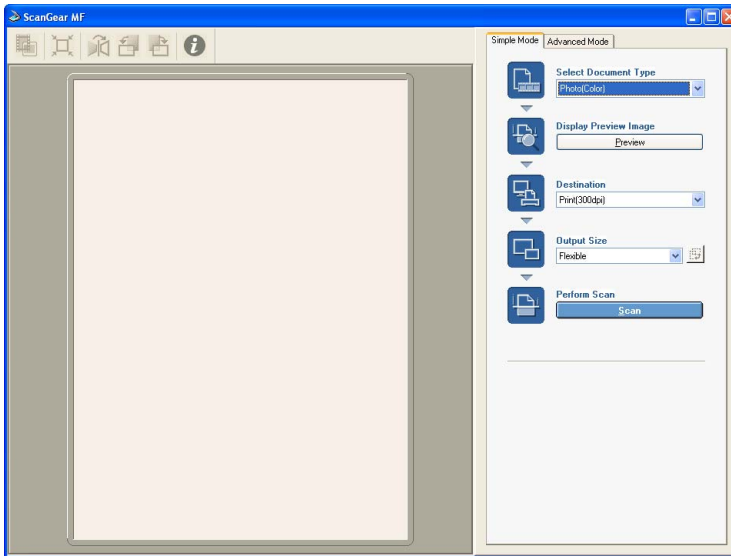 ScanGear MF
Simple Mode
Advanced Mode
Select Document Type
Photo(Color)
Display Preview Image
Preview
Destination
Print(300dpi)
Output Size
Flexible
Perform Scan
Scan